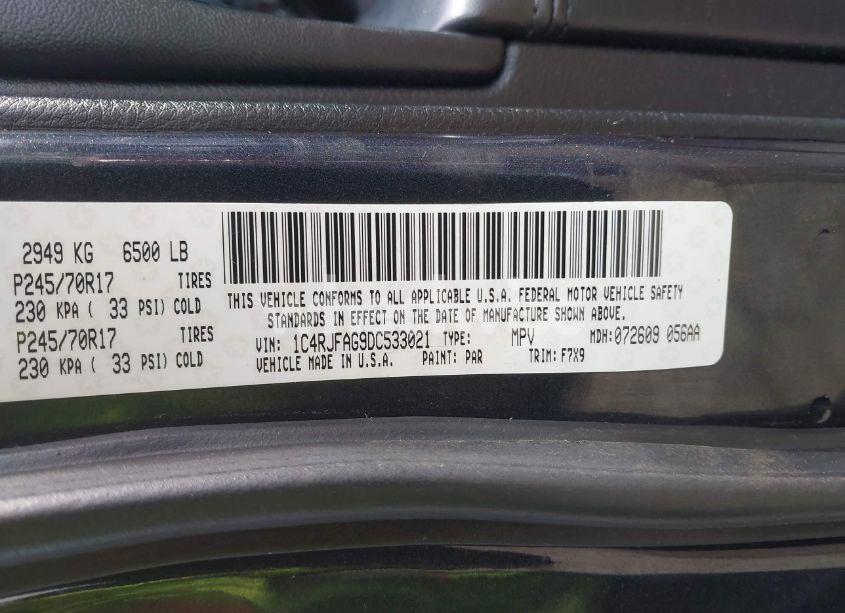 2949 KG 6500 LB
P245/70R17 TIRES
230 KPA ( 33 PSI) COLD
P245/70R17 TIRES
230 KPA ( 33 PSI) COLD
THIS VEHICLE CONFORMS TO ALL APPLICABLE U.S.A. FEDERAL MOTOR VEHICLE SAFETY
STANDARDS IN EFFECT ON THE DATE OF MANUFACTURE SHOWN ABOVE.
VIN: 1C4RJFAG9DC533021 TYPE: MPV MDH: 072609 056AA
VEHICLE MADE IN U.S.A. PAINT: PAR TRIM: F7X9